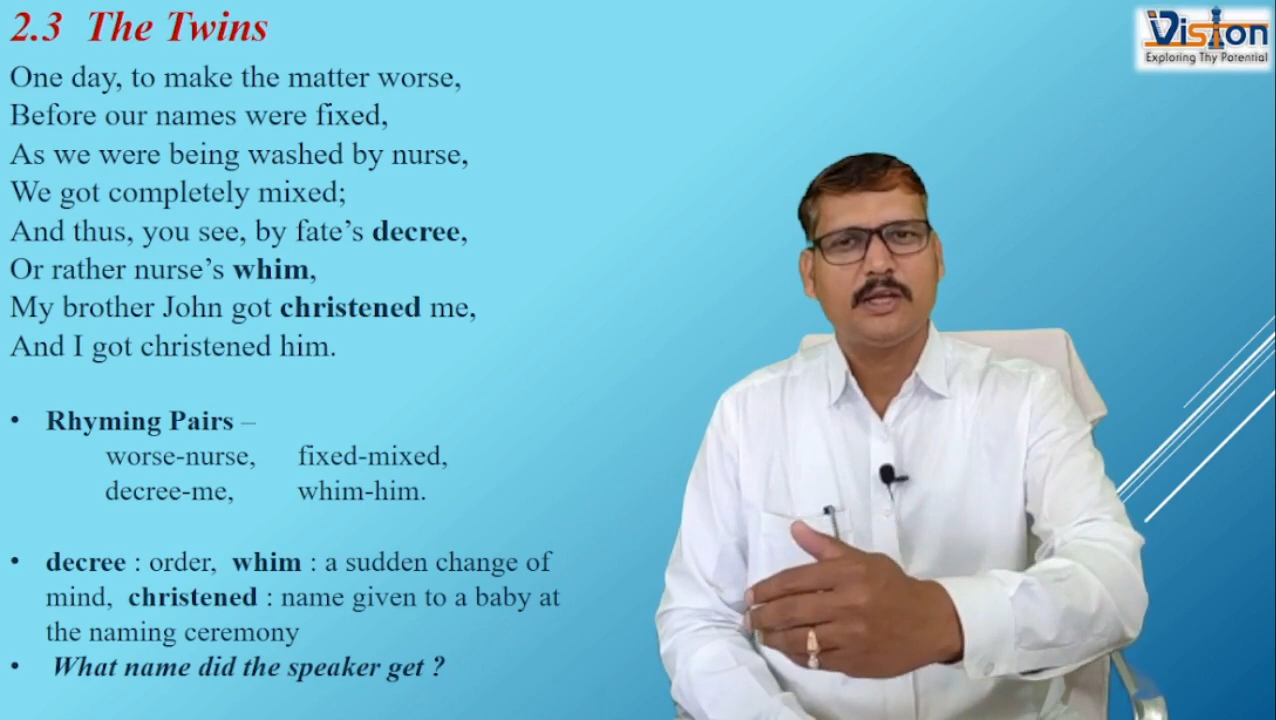 2.3 The Twins
One day, to make the matter worse,
Before our names were fixed,
As we were being washed by nurse,
We got completely mixed;
And thus, you see, by fate's decree,
Or rather nurse's whim,
My brother John got christened me,
And I got christened him.
• Rhyming Pairs –
worse-nurse, fixed-mixed,
decree-me, whim-him.
• decree : order, whim : a sudden change of
mind, christened : name given to a baby at
the naming ceremony
• What name did the speaker get ?
Vision
Exploring Thy Potential